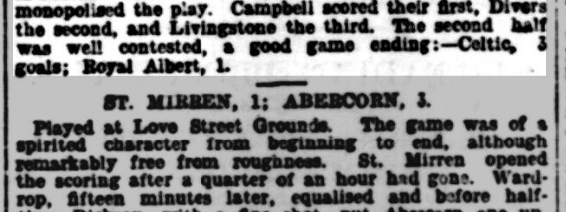 monopolised the play. Campbell scored their first, Divers
the second, and Livingstone the third. The second half
was well contested, a good game ending:—Celtic, 3
goals; Royal Albert, 1.
ST. MIRREN, 1; ABERCORN, 3.
Played at Love Street Grounds. The game was of a
spirited character from beginning to end, although
remarkably free from roughness. St. Mirren opened
the scoring after a quarter of an hour had gone. Ward-
rop, fifteen minutes later, equalised and before half-